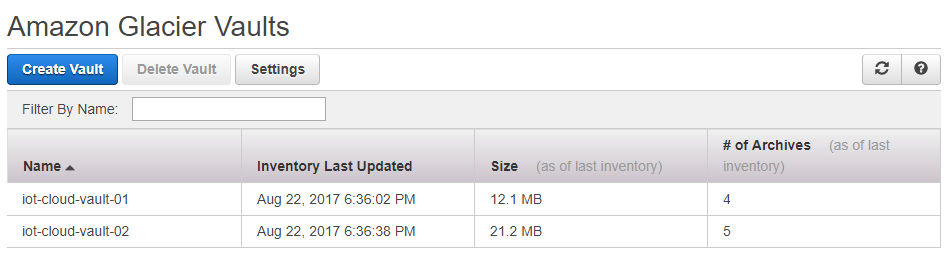 Amazon Glacier Vaults
Create Vault Delete Vault Settings
Filter By Name:
# of Archives (as of last
Name Inventory Last Updated Size (as of last inventory) inventory)
iot-cloud-vault-01 Aug 22, 2017 6:36:02 PM 12.1 MB 4
iot-cloud-vault-02 Aug 22, 2017 6:36:38 PM 21.2 MB 5